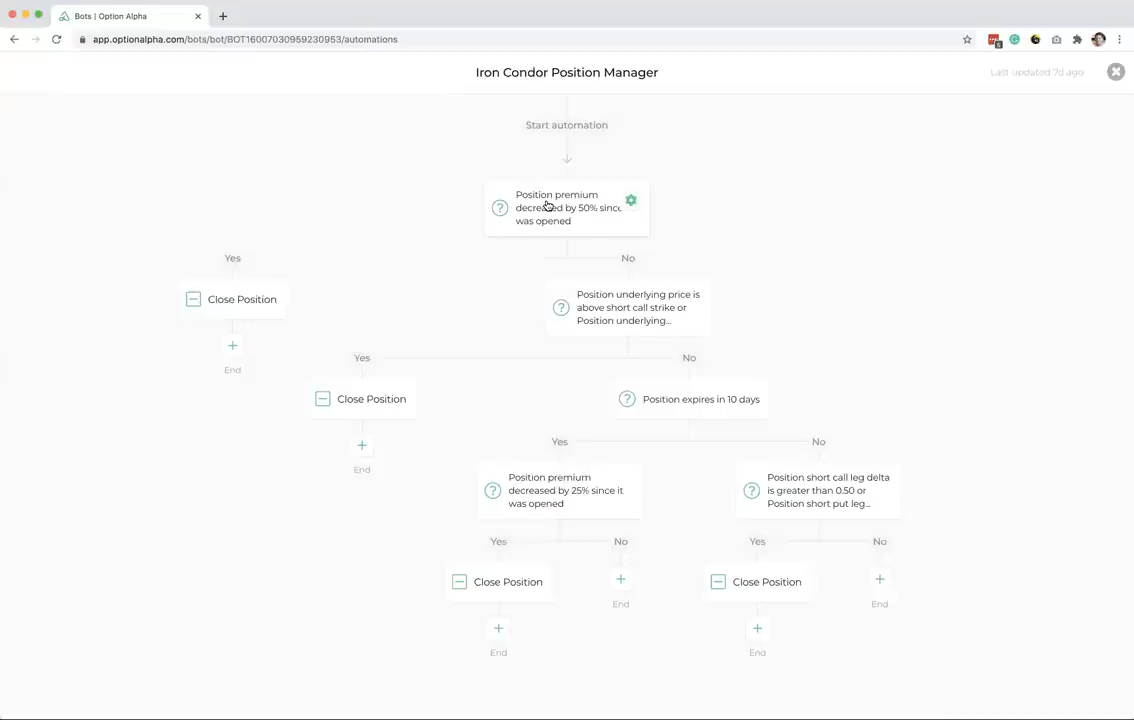 Bots | Option Alpha
app.optionalpha.com/bots/bot/BOT16007030959230953/automations
5
Iron Condor Position Manager
Last updated 7d ago
Start automation
Position premium
decreased by 50% since
was opened
Yes
No
Close Position
Position underlying price is
above short call strike or
Position underlying...
End
Yes
No
Close Position
Position expires in 10 days
End
Yes
No
Position premium
decreased by 25% since it
was opened
Position short call leg delta
is greater than 0.50 or
Position short put leg...
Yes
No
Yes
No
Close Position
Close Position
End
End
End
End